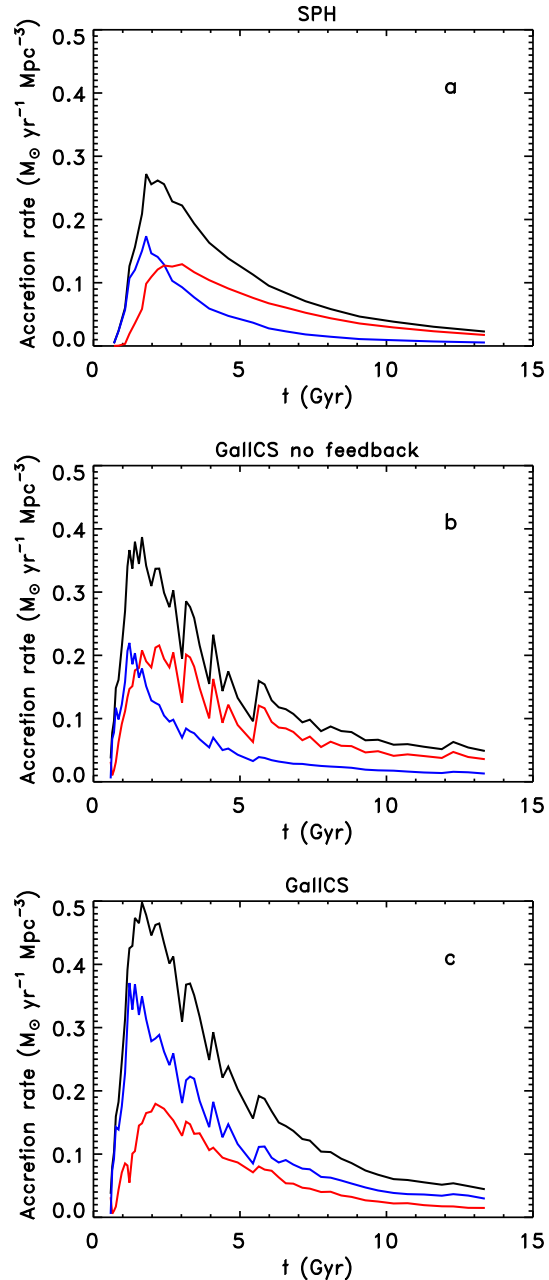 SPH
a
Accretion rate (M⊙ yr⁻¹ Mpc⁻³)
0.5
0.4
0.3
0.2
0.1
0.0
0 5 10 15
t (Gyr)
GalICS no feedback
b
Accretion rate (M⊙ yr⁻¹ Mpc⁻³)
0.5
0.4
0.3
0.2
0.1
0.0
0 5 10 15
t (Gyr)
GalICS
c
Accretion rate (M⊙ yr⁻¹ Mpc⁻³)
0.5
0.4
0.3
0.2
0.1
0.0
0 5 10 15
t (Gyr)